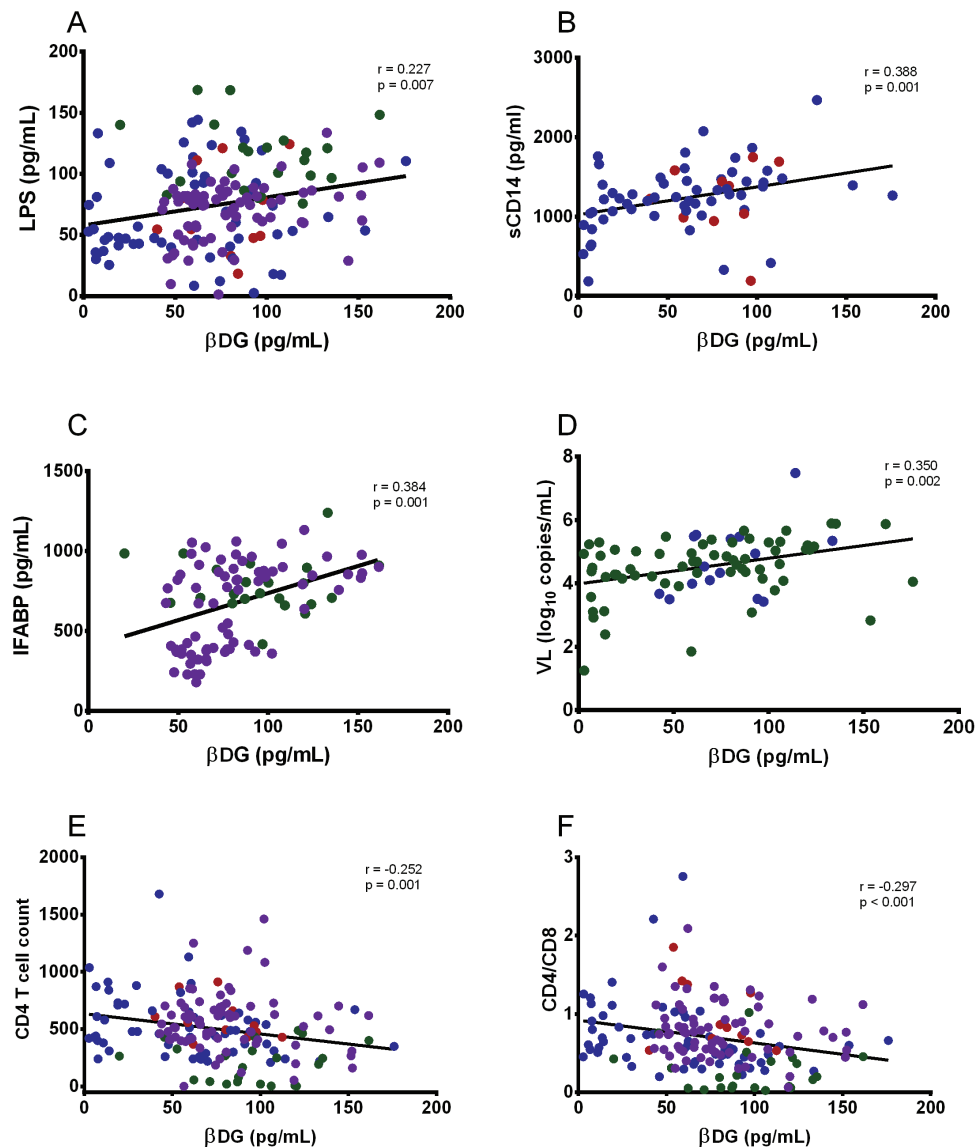 A
200
150
100
50
0
LPS (pg/mL)
r = 0.227
p = 0.007
0 50 100 150 200
βDG (pg/mL)
B
3000
2000
1000
0
sCD14 (pg/ml)
r = 0.388
p = 0.001
0 50 100 150 200
βDG (pg/mL)
C
1500
1000
500
0
IFABP (pg/mL)
r = 0.384
p = 0.001
0 50 100 150 200
βDG (pg/mL)
D
8
6
4
2
0
VL (log10 copies/mL)
r = 0.350
p = 0.002
0 50 100 150 200
βDG (pg/mL)
E
2000
1500
1000
500
0
CD4 T cell count
r = -0.252
p = 0.001
0 50 100 150 200
βDG (pg/mL)
F
3
2
1
0
CD4/CD8
r = -0.297
p < 0.001
0 50 100 150 200
βDG (pg/mL)